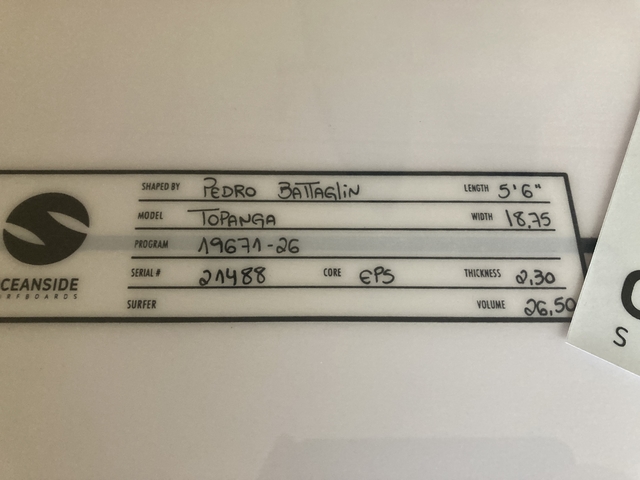 SHAPED BY PEDRO BATTAGLIN LENGTH 5'6"
MODEL TOPANGA WIDTH 18,75
PROGRAM 19671-26
SERIAL # 21488 CORE EPS THICKNESS 2,30
SURFER VOLUME 26,50
CEANSIDE
RFBOARDS
S